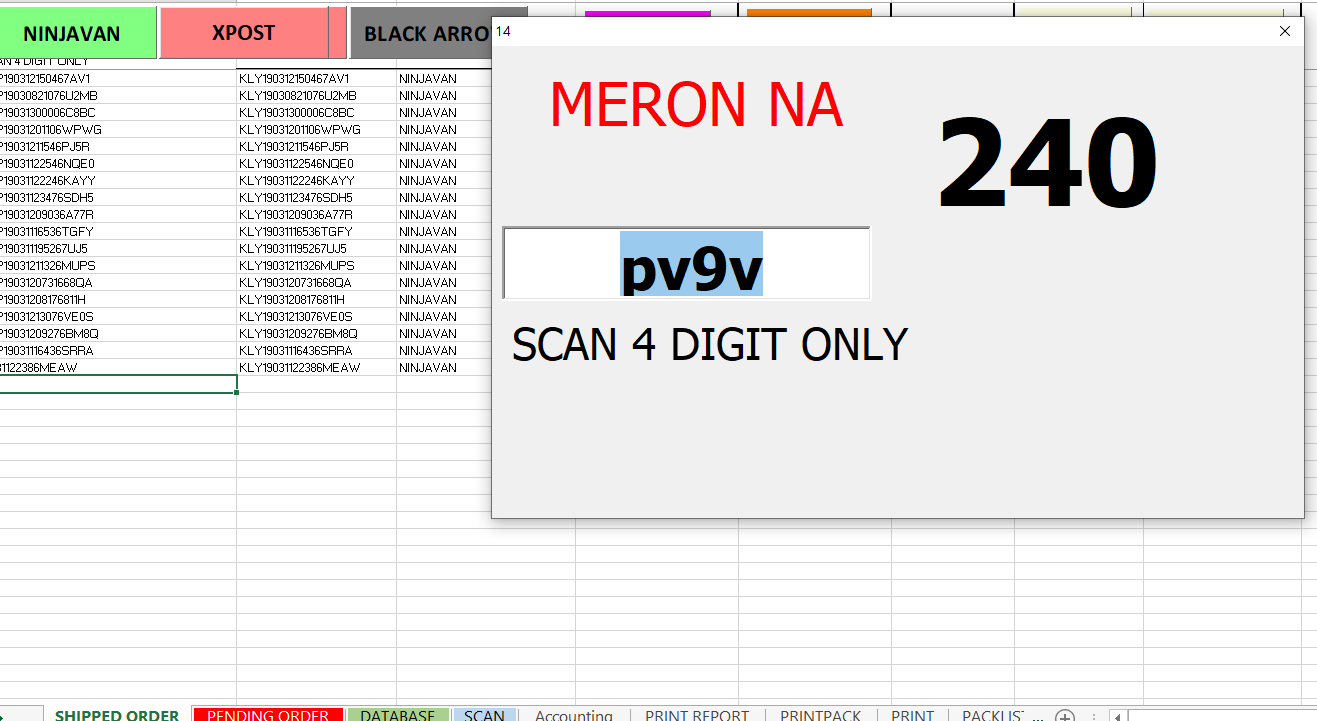 NINJAVAN XPOST BLACK ARRO
14
MERON NA
240
pv9v
SCAN 4 DIGIT ONLY
AN 4 DIGIT ONLY
P190312150467AV1 KLY190312150467AV1 NINJAVAN
P19030821076U2MB KLY19030821076U2MB NINJAVAN
P19031300006C8BC KLY19031300006C8BC NINJAVAN
P19031201106WPWG KLY19031201106WPWG NINJAVAN
P19031211546PJ5R KLY19031211546PJ5R NINJAVAN
P19031122546NQE0 KLY19031122546NQE0 NINJAVAN
P19031122246KAYY KLY19031122246KAYY NINJAVAN
P19031123476SDH5 KLY19031123476SDH5 NINJAVAN
P19031209036A77R KLY19031209036A77R NINJAVAN
P19031116536TGFY KLY19031116536TGFY NINJAVAN
P190311195267UJ5 KLY190311195267UJ5 NINJAVAN
P19031211326MUPS KLY19031211326MUPS NINJAVAN
P1903120731668QA KLY1903120731668QA NINJAVAN
P19031208176811H KLY19031208176811H NINJAVAN
P19031213076VE0S KLY19031213076VE0S NINJAVAN
P19031209276BM8Q KLY19031209276BM8Q NINJAVAN
P19031116436SRRA KLY19031116436SRRA NINJAVAN
31122386MEAW KLY19031122386MEAW NINJAVAN
SHIPPED ORDER PENDING ORDER DATABASE SCAN Accounting PRINT REPORT PRINTPACK PRINT PACKLIST ...